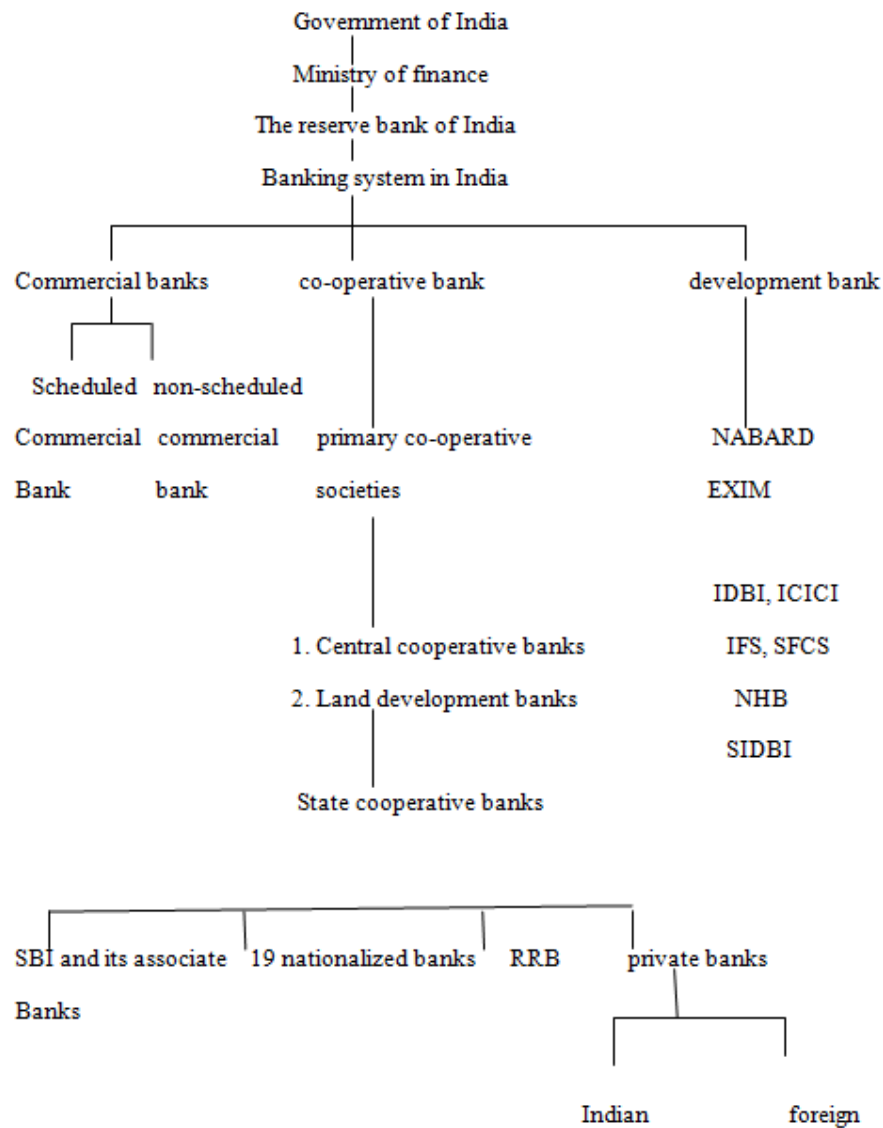 Government of India
Ministry of finance
The reserve bank of India
Banking system in India
Commercial banks co-operative bank development bank
Scheduled non-scheduled
Commercial commercial primary co-operative NABARD
Bank bank societies EXIM
IDBI, ICICI
1. Central cooperative banks IFS, SFCS
2. Land development banks NHB
SIDBI
State cooperative banks
SBI and its associate 19 nationalized banks RRB private banks
Banks
Indian foreign